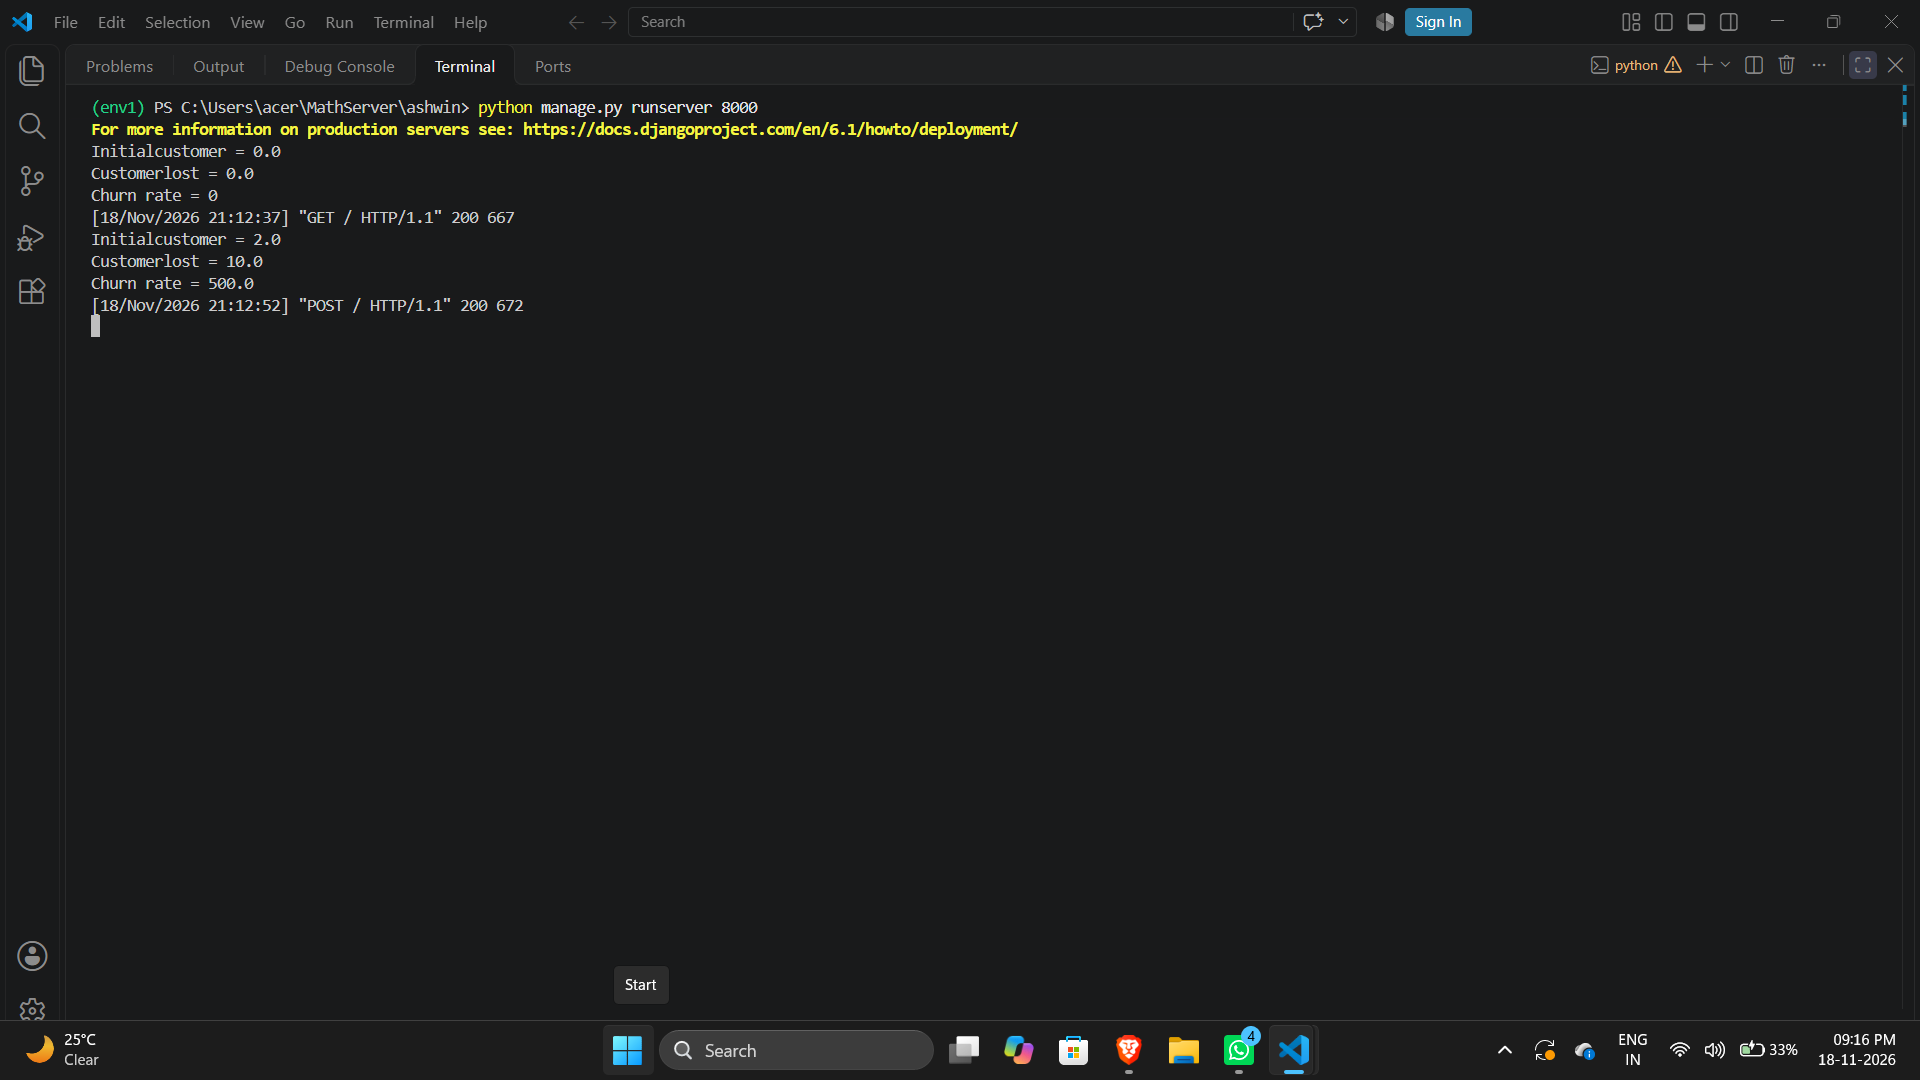 File Edit Selection View Go Run Terminal Help
Search
Sign In
Problems Output Debug Console Terminal Ports
python
(env1) PS C:\Users\acer\MathServer\ashwin> python manage.py runserver 8000
For more information on production servers see: https://docs.djangoproject.com/en/6.1/howto/deployment/
Initialcustomer = 0.0
Customerlost = 0.0
Churn rate = 0
[18/Nov/2026 21:12:37] "GET / HTTP/1.1" 200 667
Initialcustomer = 2.0
Customerlost = 10.0
Churn rate = 500.0
[18/Nov/2026 21:12:52] "POST / HTTP/1.1" 200 672
Start
25°C
Clear
Search
4
ENG
IN
33%
09:16 PM
18-11-2026